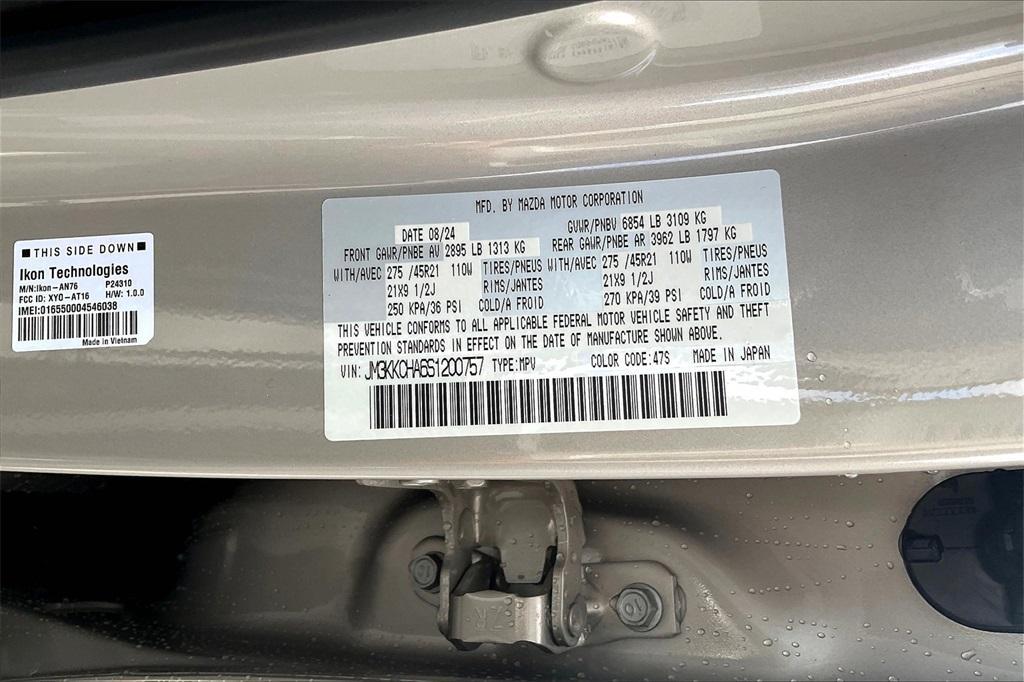 ■ THIS SIDE DOWN ■
Ikon Technologies
M/N:Ikon-AN76 P24310
FCC ID: XYO-AT16 H/W: 1.0.0
IMEI:016550004546038
Made in Vietnam
MFD. BY MAZDA MOTOR CORPORATION
DATE 08/24 GVWR/PNBV 6854 LB 3109 KG
FRONT GAWR/PNBE AV 2895 LB 1313 KG REAR GAWR/PNBE AR 3962 LB 1797 KG
WITH/AVEC 275 /45R21 110W TIRES/PNEUS WITH/AVEC 275 /45R21 110W TIRES/PNEUS
21X9 1/2J RIMS/JANTES 21X9 1/2J RIMS/JANTES
250 KPA/36 PSI COLD/A FROID 270 KPA/39 PSI COLD/A FROID
THIS VEHICLE CONFORMS TO ALL APPLICABLE FEDERAL MOTOR VEHICLE SAFETY AND THEFT
PREVENTION STANDARDS IN EFFECT ON THE DATE OF MANUFACTURE SHOWN ABOVE.
VIN: JM3KKCHA6S1200757 TYPE:MPV COLOR CODE:47S MADE IN JAPAN
ZR